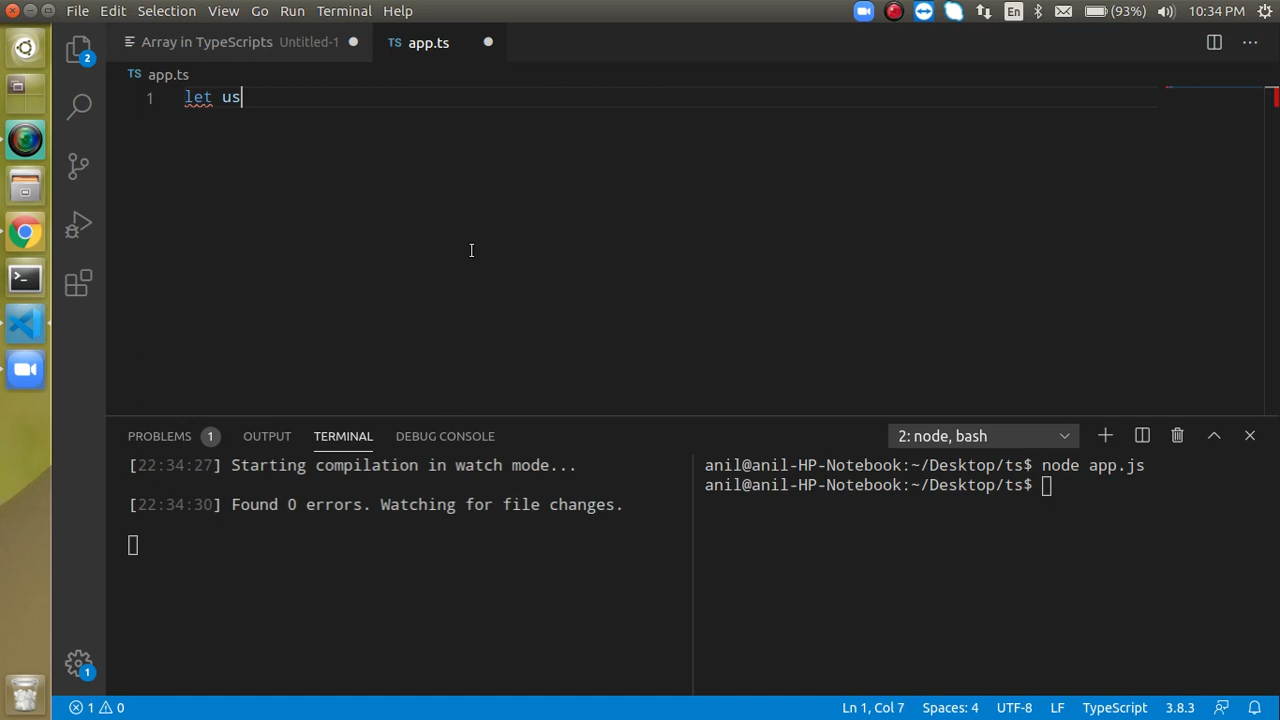 File Edit Selection View Go Run Terminal Help
En (93%) 10:34 PM
Array in TypeScripts Untitled-1
TS app.ts
2
TS app.ts
1 let us
PROBLEMS 1 OUTPUT TERMINAL DEBUG CONSOLE
2: node, bash
[22:34:27] Starting compilation in watch mode...
[22:34:30] Found 0 errors. Watching for file changes.
anil@anil-HP-Notebook:~/Desktop/ts$ node app.js
anil@anil-HP-Notebook:~/Desktop/ts$
1
1 0
Ln 1, Col 7 Spaces: 4 UTF-8 LF TypeScript 3.8.3